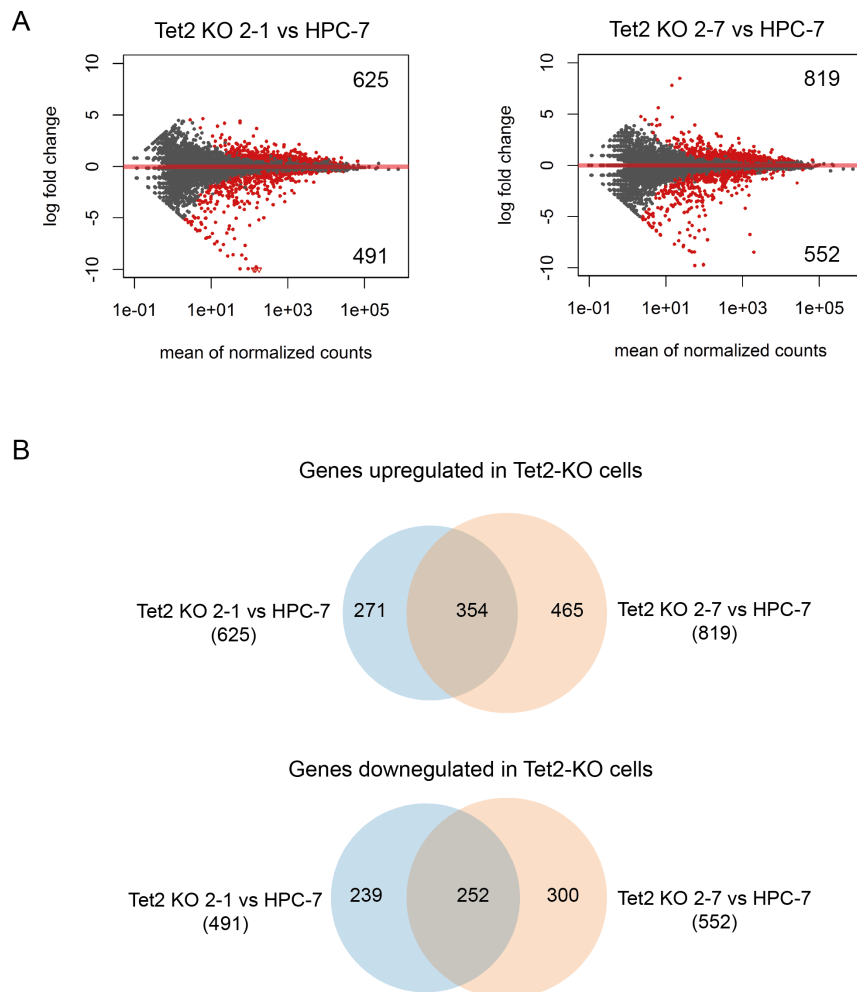 A
Tet2 KO 2-1 vs HPC-7
Tet2 KO 2-7 vs HPC-7
log fold change
10
5
0
-5
-10
625
491
1e-01 1e+01 1e+03 1e+05
mean of normalized counts
log fold change
10
5
0
-5
-10
819
552
1e-01 1e+01 1e+03 1e+05
mean of normalized counts
B
Genes upregulated in Tet2-KO cells
Tet2 KO 2-1 vs HPC-7
(625)
271
354
465
Tet2 KO 2-7 vs HPC-7
(819)
Genes downegulated in Tet2-KO cells
Tet2 KO 2-1 vs HPC-7
(491)
239
252
300
Tet2 KO 2-7 vs HPC-7
(552)